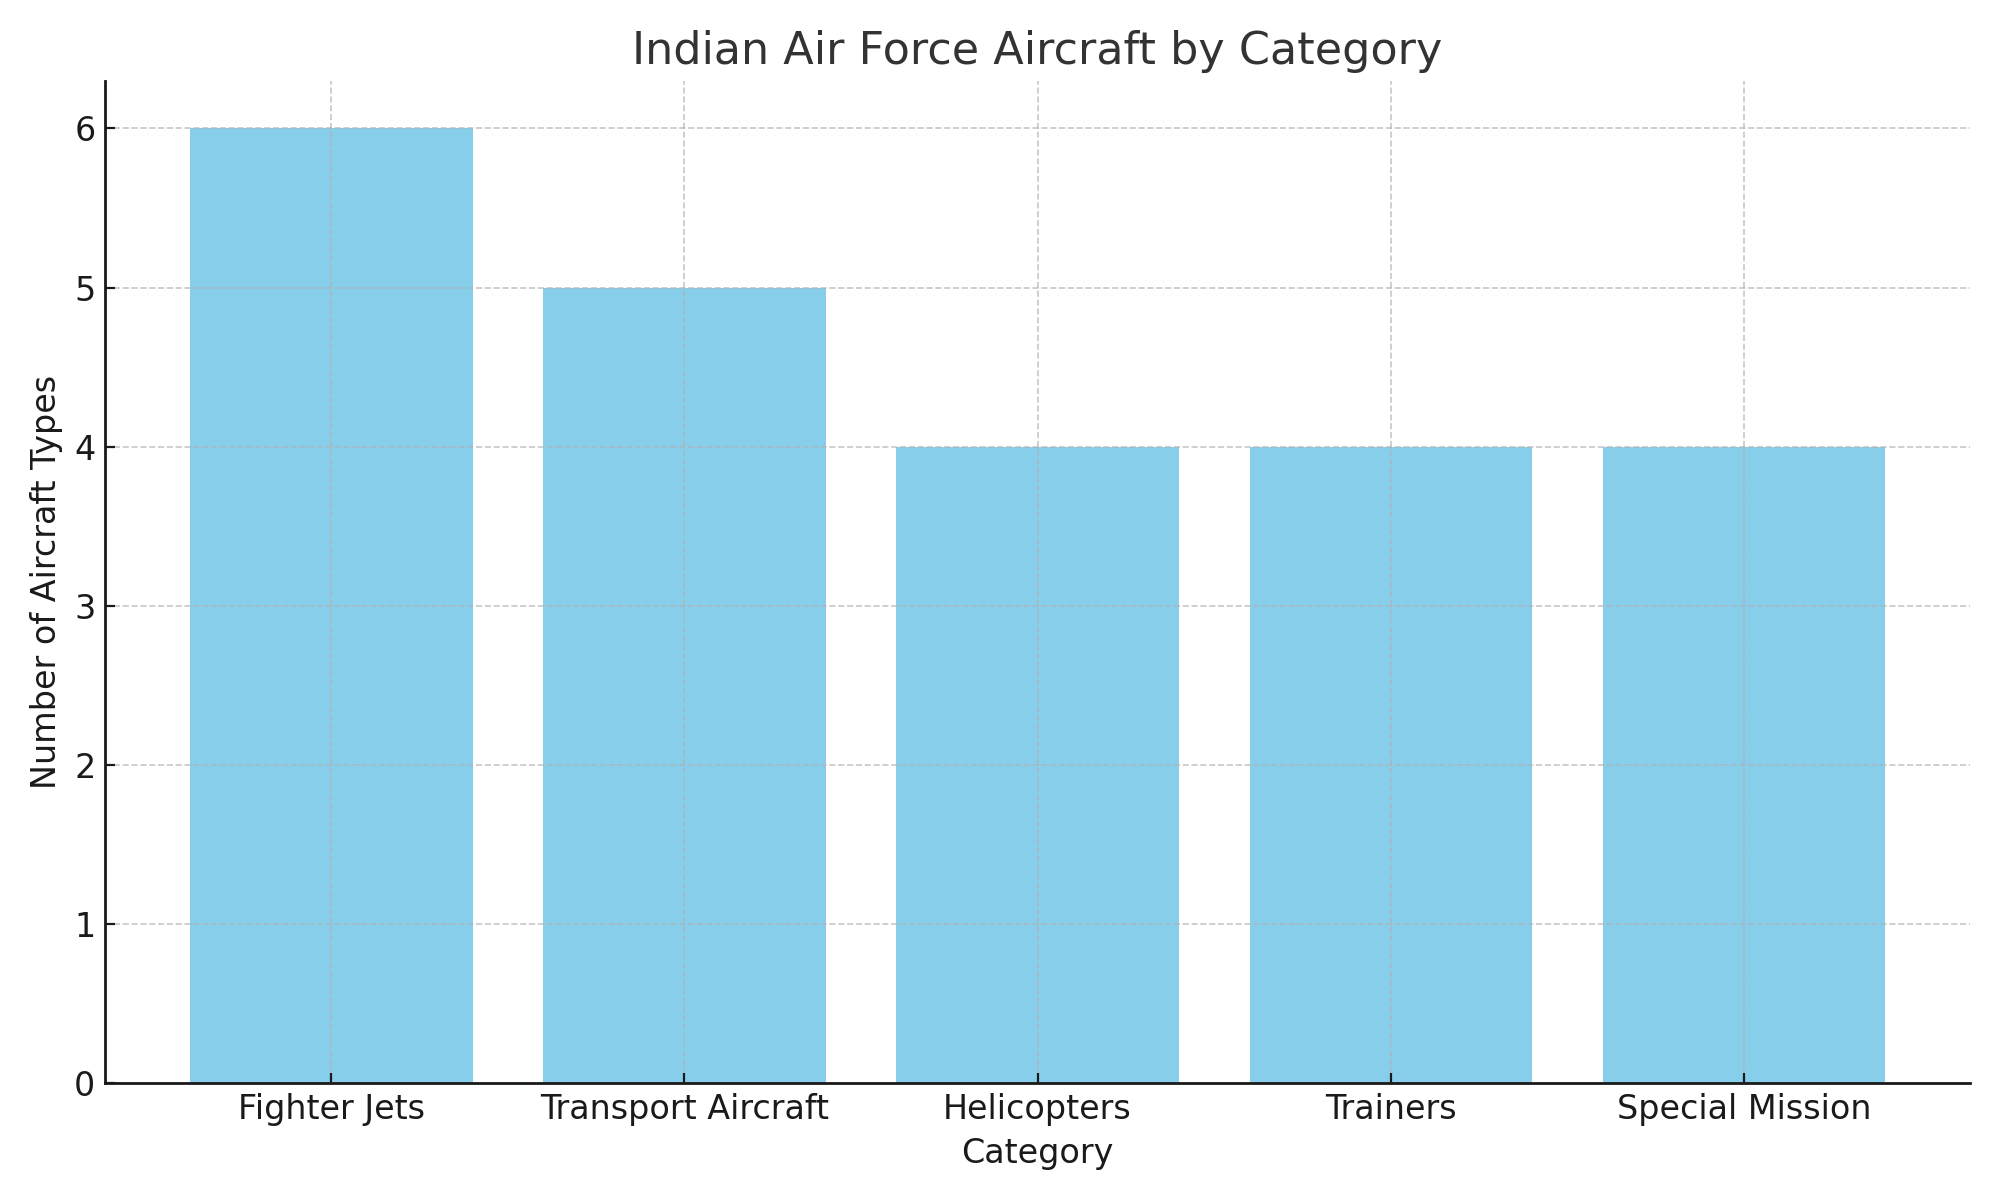 Indian Air Force Aircraft by Category
Number of Aircraft Types
6
5
4
3
2
1
0
Fighter Jets
Transport Aircraft
Helicopters
Trainers
Special Mission
Category